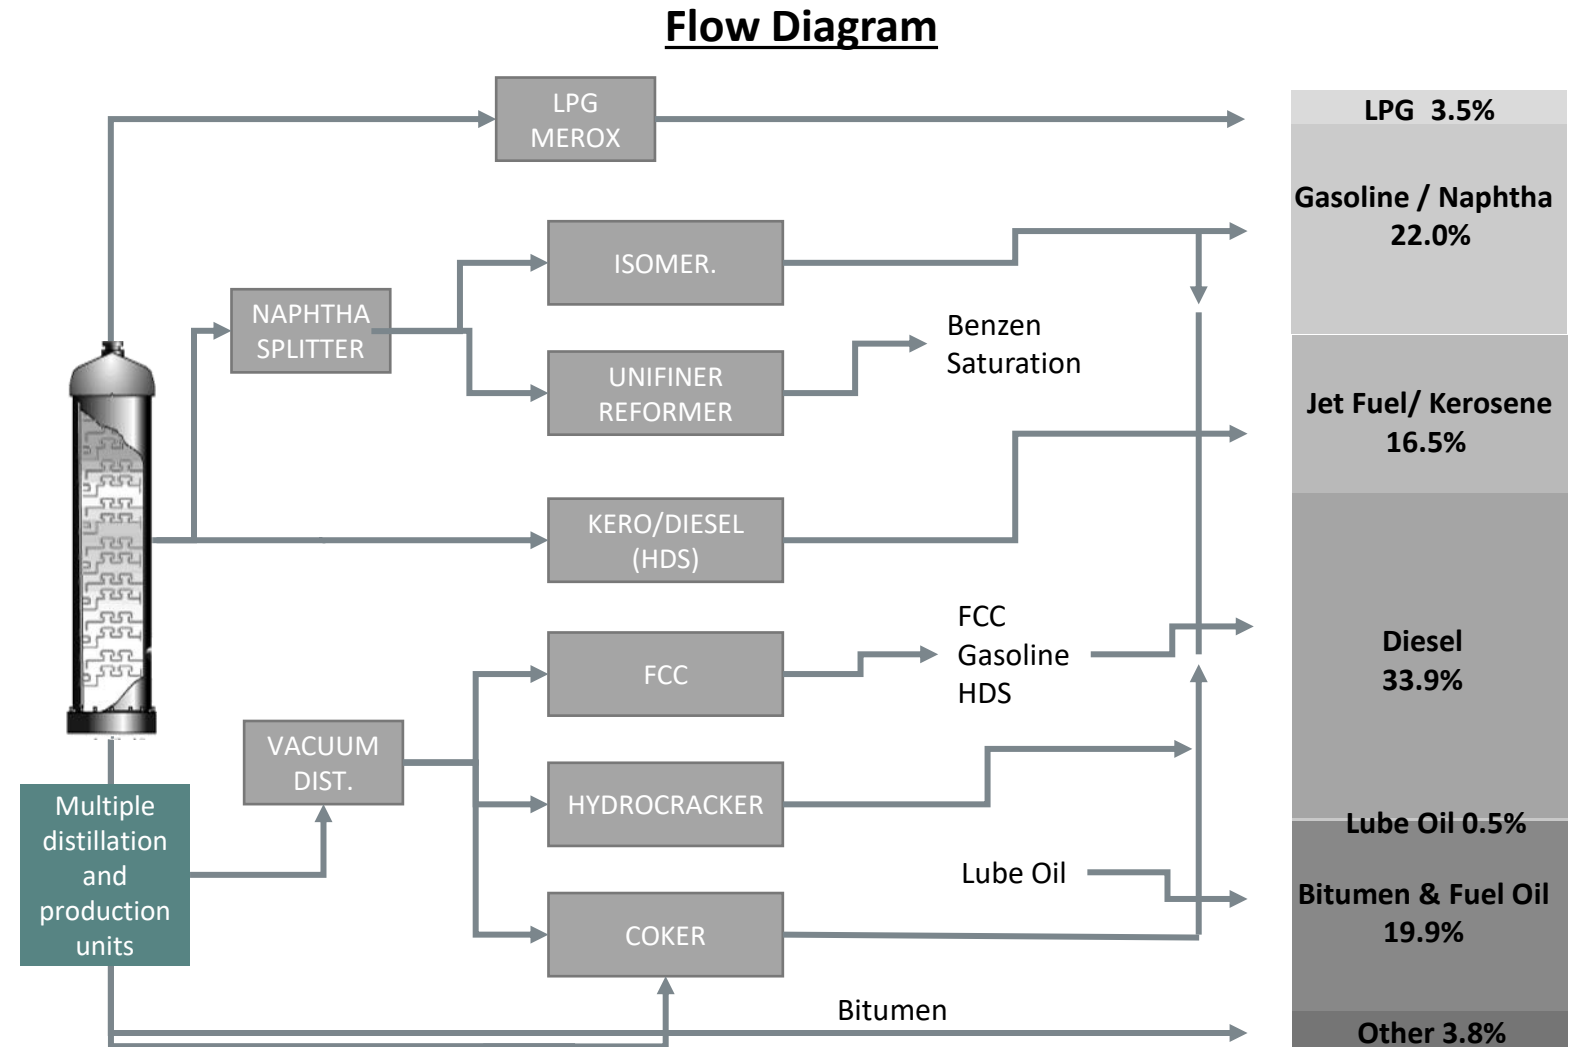 Flow Diagram
LPG
MEROX
LPG 3.5%
Gasoline / Naphtha
22.0%
ISOMER.
NAPHTHA
SPLITTER
Benzen
Saturation
UNIFINER
REFORMER
Jet Fuel/ Kerosene
16.5%
KERO/DIESEL
(HDS)
FCC
Gasoline
HDS
FCC
Diesel
33.9%
VACUUM
DIST.
HYDROCRACKER
Multiple
distillation
and
production
units
Lube Oil 0.5%
Lube Oil
Bitumen & Fuel Oil
19.9%
COKER
Bitumen
Other 3.8%